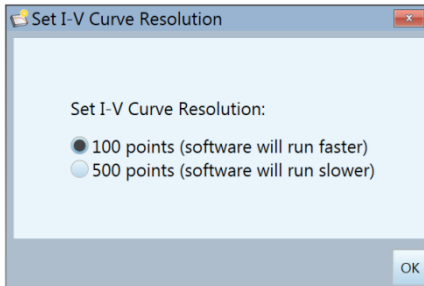 Set I-V Curve Resolution
x
Set I-V Curve Resolution:
100 points (software will run faster)
500 points (software will run slower)
OK